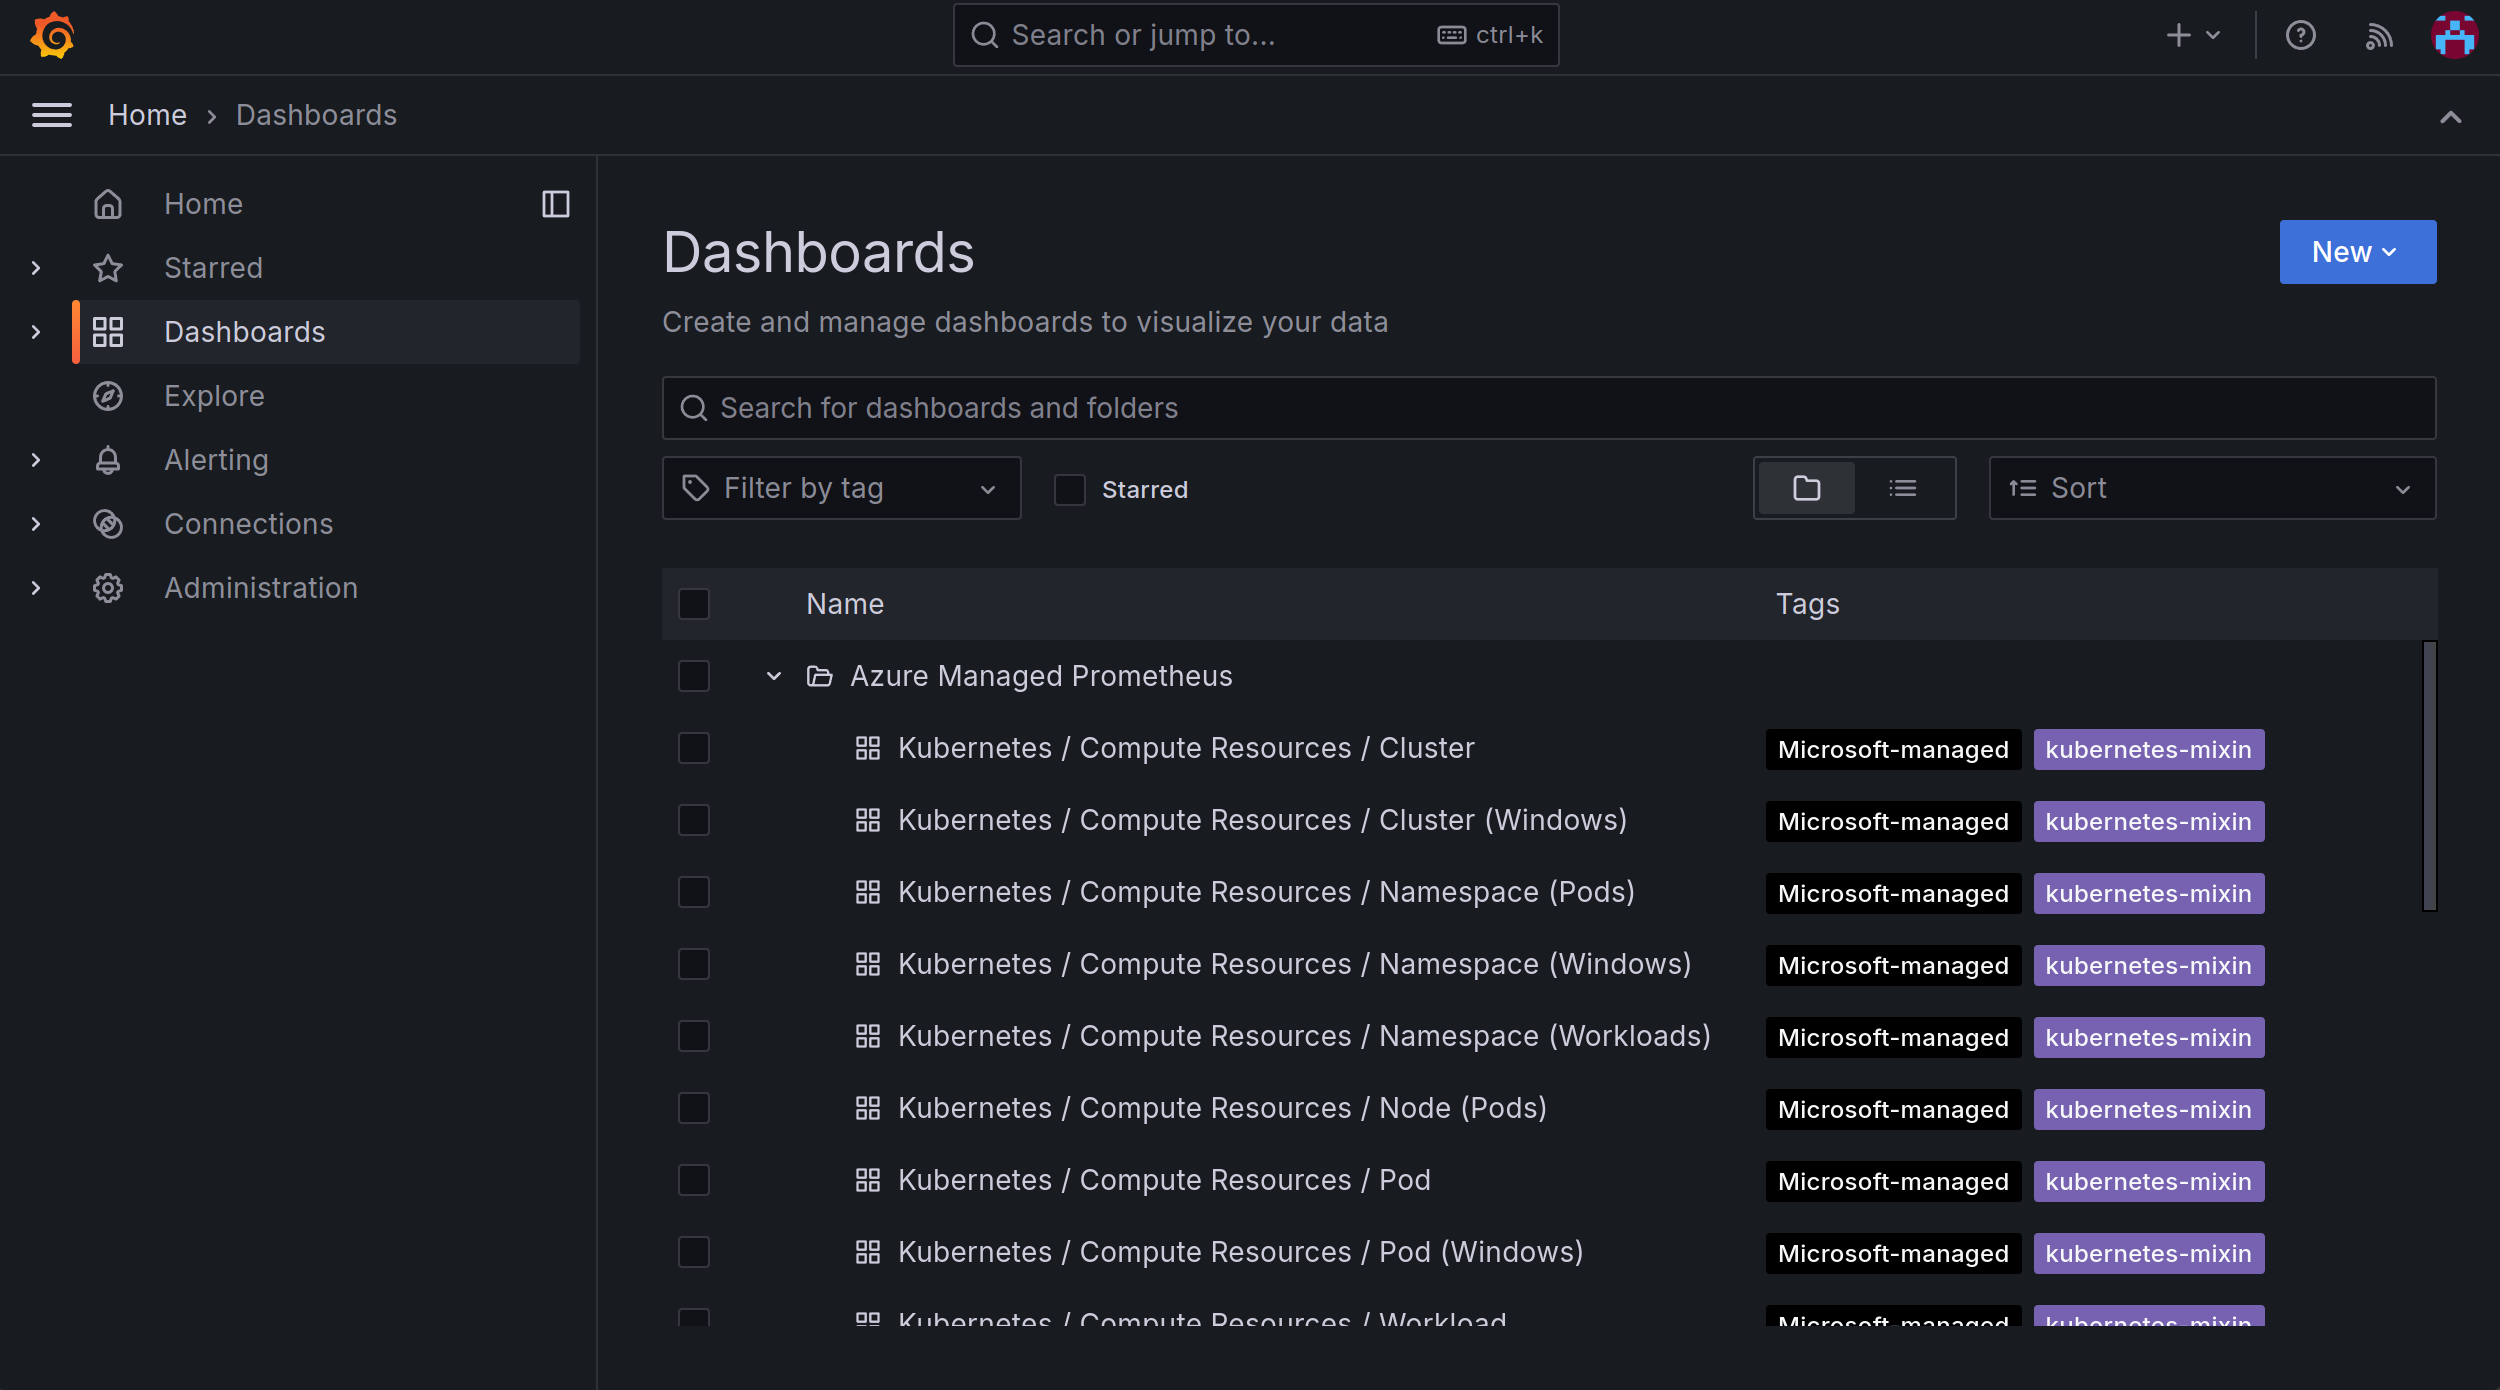 Search or jump to... ctrl+k
Home Dashboards
Home
Starred
Dashboards
Explore
Alerting
Connections
Administration
Dashboards
New
Create and manage dashboards to visualize your data
Search for dashboards and folders
Filter by tag Starred Sort
Name Tags
Azure Managed Prometheus
Kubernetes / Compute Resources / Cluster Microsoft-managed kubernetes-mixin
Kubernetes / Compute Resources / Cluster (Windows) Microsoft-managed kubernetes-mixin
Kubernetes / Compute Resources / Namespace (Pods) Microsoft-managed kubernetes-mixin
Kubernetes / Compute Resources / Namespace (Windows) Microsoft-managed kubernetes-mixin
Kubernetes / Compute Resources / Namespace (Workloads) Microsoft-managed kubernetes-mixin
Kubernetes / Compute Resources / Node (Pods) Microsoft-managed kubernetes-mixin
Kubernetes / Compute Resources / Pod Microsoft-managed kubernetes-mixin
Kubernetes / Compute Resources / Pod (Windows) Microsoft-managed kubernetes-mixin
Kubernetes / Compute Resources / Workload Microsoft-managed kubernetes-mixin